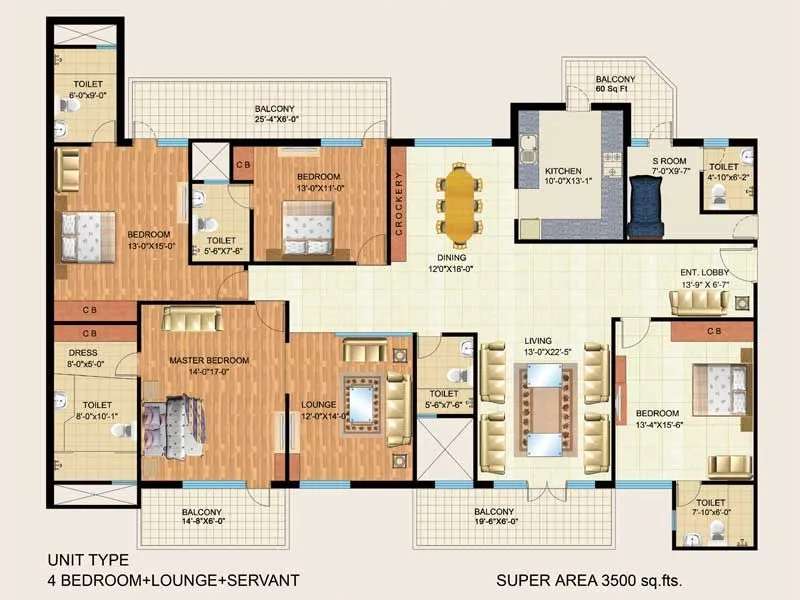 TOILET
6'-0"x9'-0"
BALCONY
25'-4"X6'-0"
BALCONY
60 Sq Ft
C B
BEDROOM
13'-0"X11'-0"
CROCKERY
KITCHEN
10'-0"X13'-1"
S ROOM
7'-0"X9'-7"
TOILET
4'-10"x6'-2"
BEDROOM
13'-0"X15'-0"
TOILET
5'-6"X7'-6"
DINING
12'0"X16'-0"
ENT. LOBBY
13'-9" X 6'-7"
C B
C B
DRESS
8'-0"x5'-0"
MASTER BEDROOM
14'-0"17'-0"
LIVING
13'-0"X22'-5"
C B
TOILET
8'-0"x10'-1"
LOUNGE
12'-0"X14'-0"
TOILET
5'-6"x7'-6"
BEDROOM
13'-4"X15'-6"
BALCONY
14'-8"X6'-0"
BALCONY
19'-6"X6'-0"
TOILET
7'-10"x6'-0"
UNIT TYPE
4 BEDROOM+LOUNGE+SERVANT
SUPER AREA 3500 sq.fts.